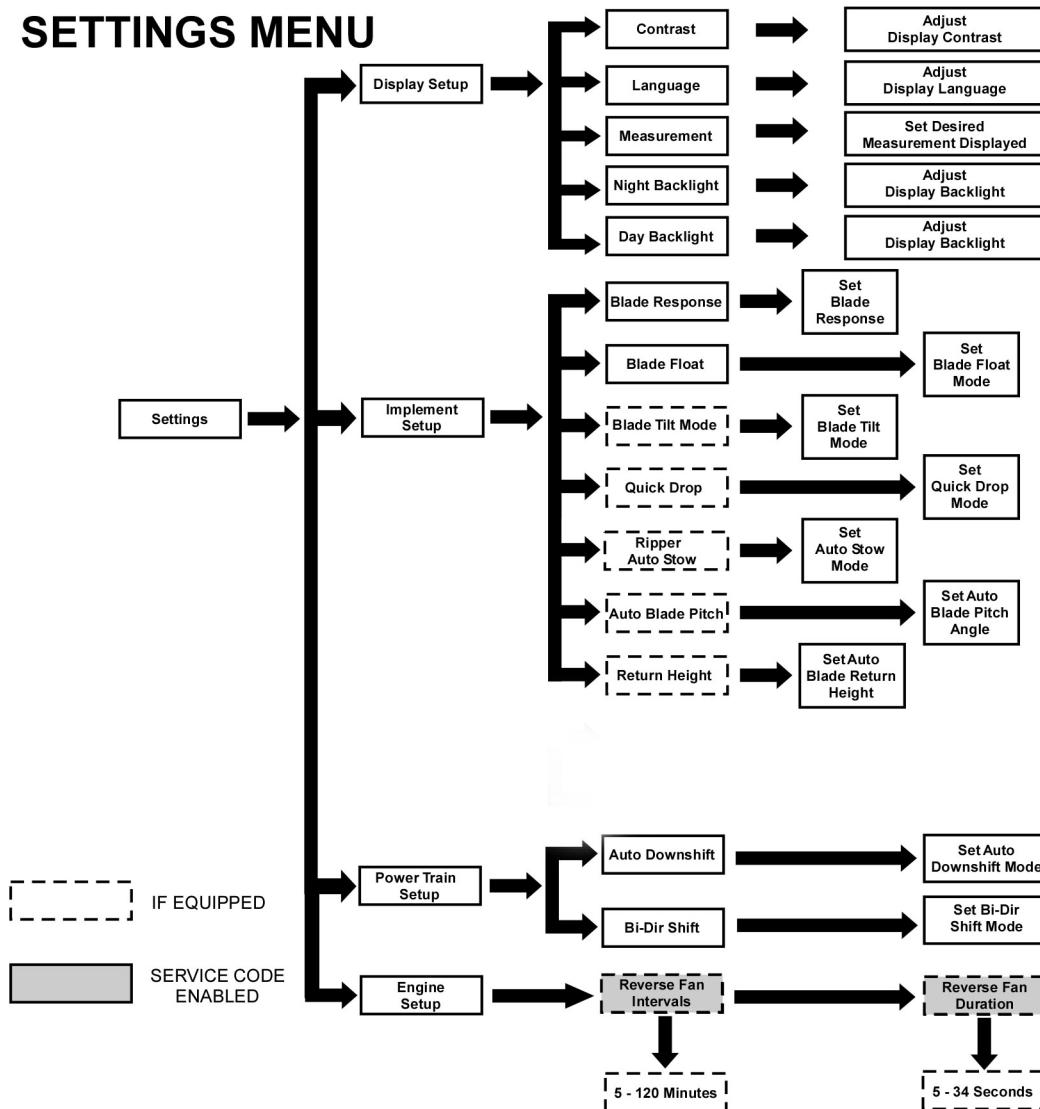 SETTINGS MENU
Display Setup
Contrast
Adjust
Display Contrast
Language
Adjust
Display Language
Measurement
Set Desired
Measurement Displayed
Night Backlight
Adjust
Display Backlight
Day Backlight
Adjust
Display Backlight
Settings
Implement
Setup
Blade Response
Set
Blade
Response
Blade Float
Set
Blade Float
Mode
Blade Tilt Mode
Set
Blade Tilt
Mode
Quick Drop
Set
Quick Drop
Mode
Ripper
Auto Stow
Set
Auto Stow
Mode
Auto Blade Pitch
Set Auto
Blade Pitch
Angle
Return Height
Set Auto
Blade Return
Height
Power Train
Setup
Auto Downshift
Set Auto
Downshift Mode
Bi-Dir Shift
Set Bi-Dir
Shift Mode
Engine
Setup
Reverse Fan
Intervals
Reverse Fan
Duration
5 - 120 Minutes
5 - 34 Seconds
IF EQUIPPED
SERVICE CODE
ENABLED